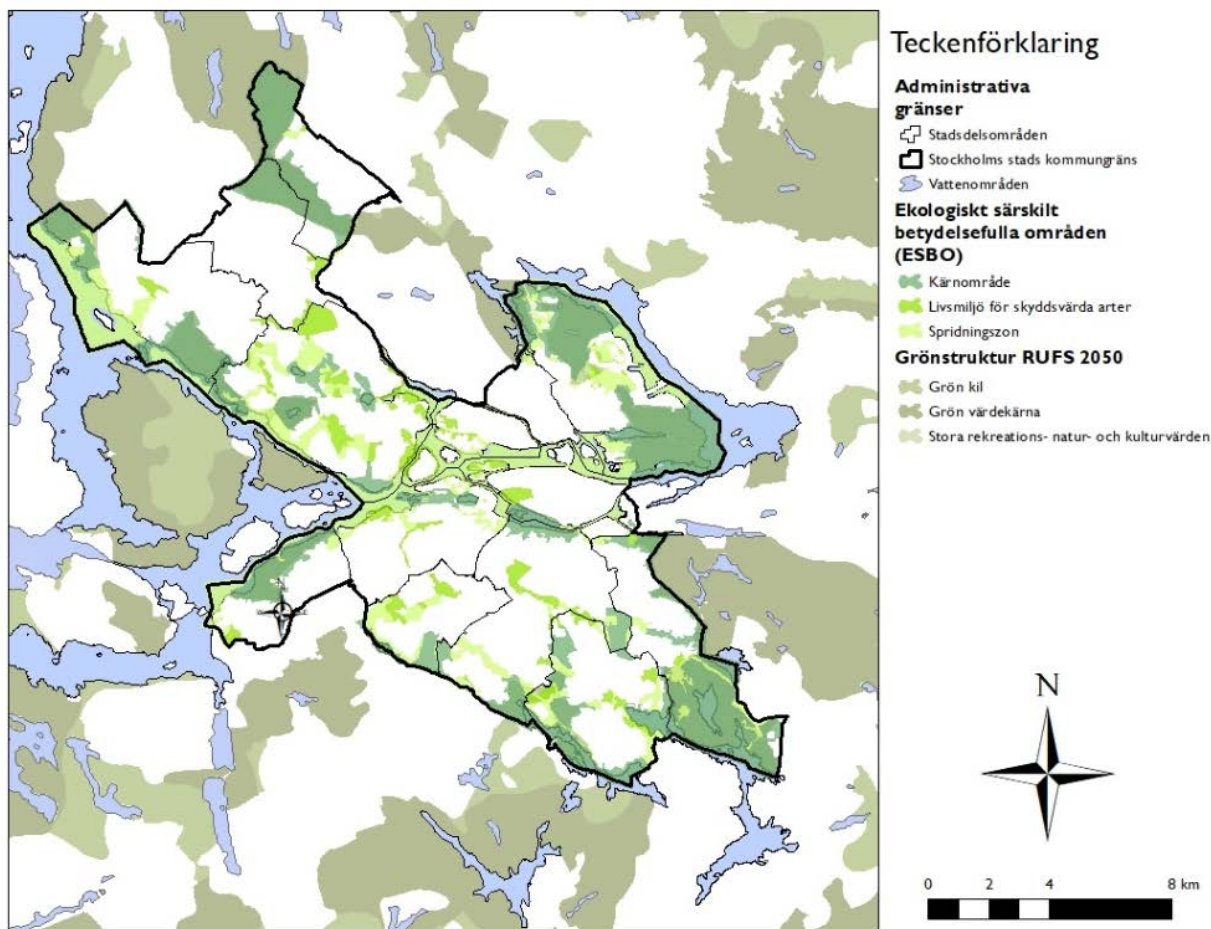 Teckenförklaring
Administrativa
gränser
Stadsdelsområden
Stockholms stads kommungräns
Vattenområden
Ekologiskt särskilt
betydelsefulla områden
(ESBO)
Kärnområde
Livsmiljö för skyddsvärda arter
Spridningszon
Grönstruktur RUFS 2050
Grön kil
Grön värdekärna
Stora rekreations- natur- och kulturvärden
N
0 2 4 8 km